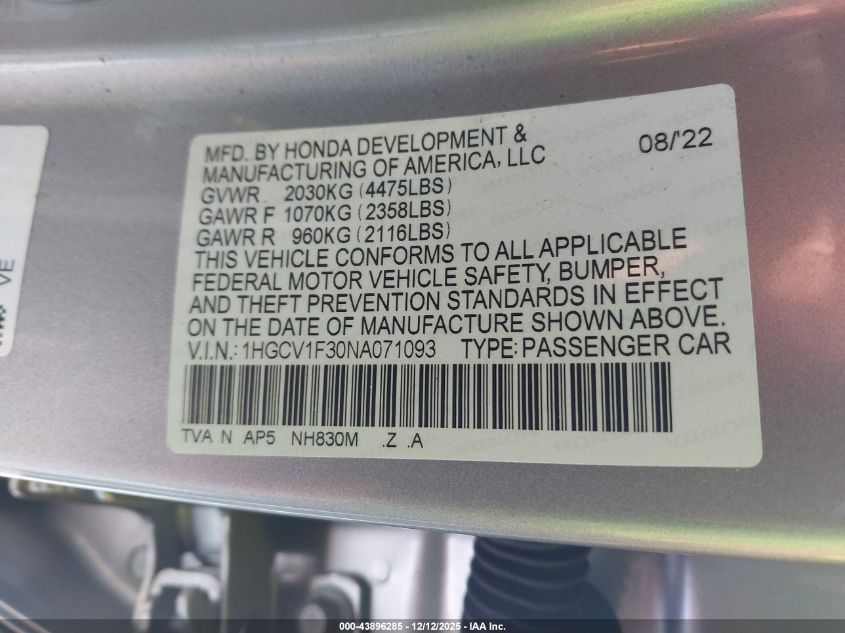 MFD. BY HONDA DEVELOPMENT &
MANUFACTURING OF AMERICA, LLC 08/'22
GVWR 2030KG (4475LBS)
GAWR F 1070KG (2358LBS)
GAWR R 960KG (2116LBS)
THIS VEHICLE CONFORMS TO ALL APPLICABLE
FEDERAL MOTOR VEHICLE SAFETY, BUMPER,
AND THEFT PREVENTION STANDARDS IN EFFECT
ON THE DATE OF MANUFACTURE SHOWN ABOVE.
V.I.N.: 1HGCV1F30NA071093 TYPE: PASSENGER CAR
TVA N AP5 NH830M .Z .A
VE
000-43896285 - 12/12/2025 - IAA Inc.